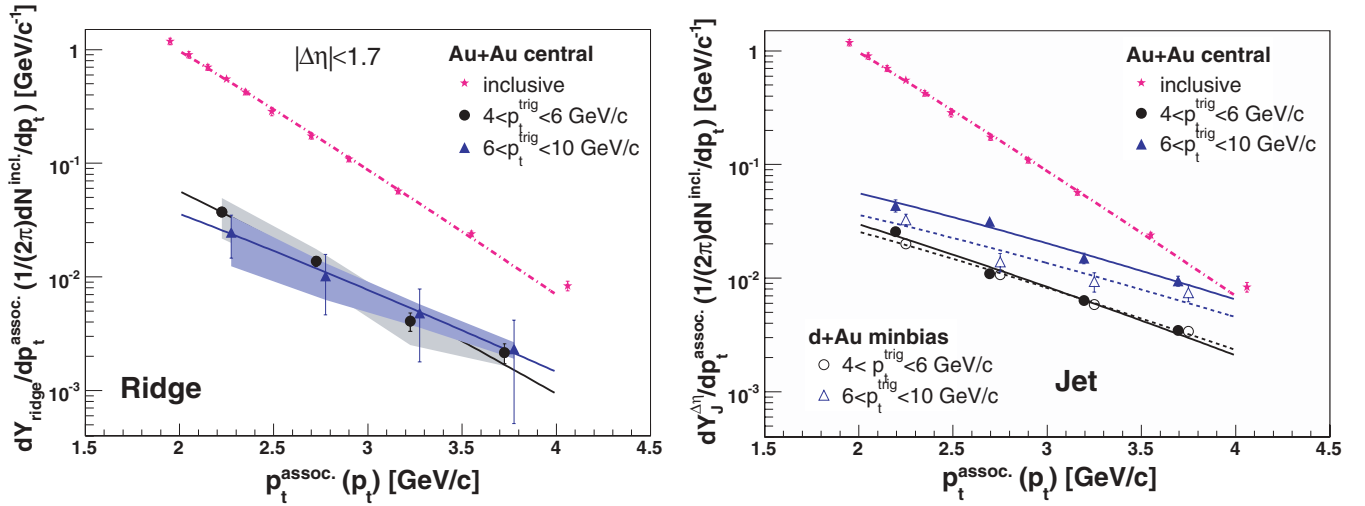 dY_ridge/dp_t^assoc. (1/(2π)dN^incl./dp_t) [GeV/c^-1]
1
10^-1
10^-2
10^-3
|Δη|<1.7
Au+Au central
inclusive
4<p_t^trig<6 GeV/c
6<p_t^trig<10 GeV/c
Ridge
1.5 2 2.5 3 3.5 4 4.5
p_t^assoc. (p_t) [GeV/c]
dY_J^Δη/dp_t^assoc. (1/(2π)dN^incl./dp_t) [GeV/c^-1]
1
10^-1
10^-2
10^-3
Au+Au central
inclusive
4<p_t^trig<6 GeV/c
6<p_t^trig<10 GeV/c
d+Au minbias
4< p_t^trig<6 GeV/c
6<p_t^trig<10 GeV/c
Jet
1.5 2 2.5 3 3.5 4 4.5
p_t^assoc. (p_t) [GeV/c]